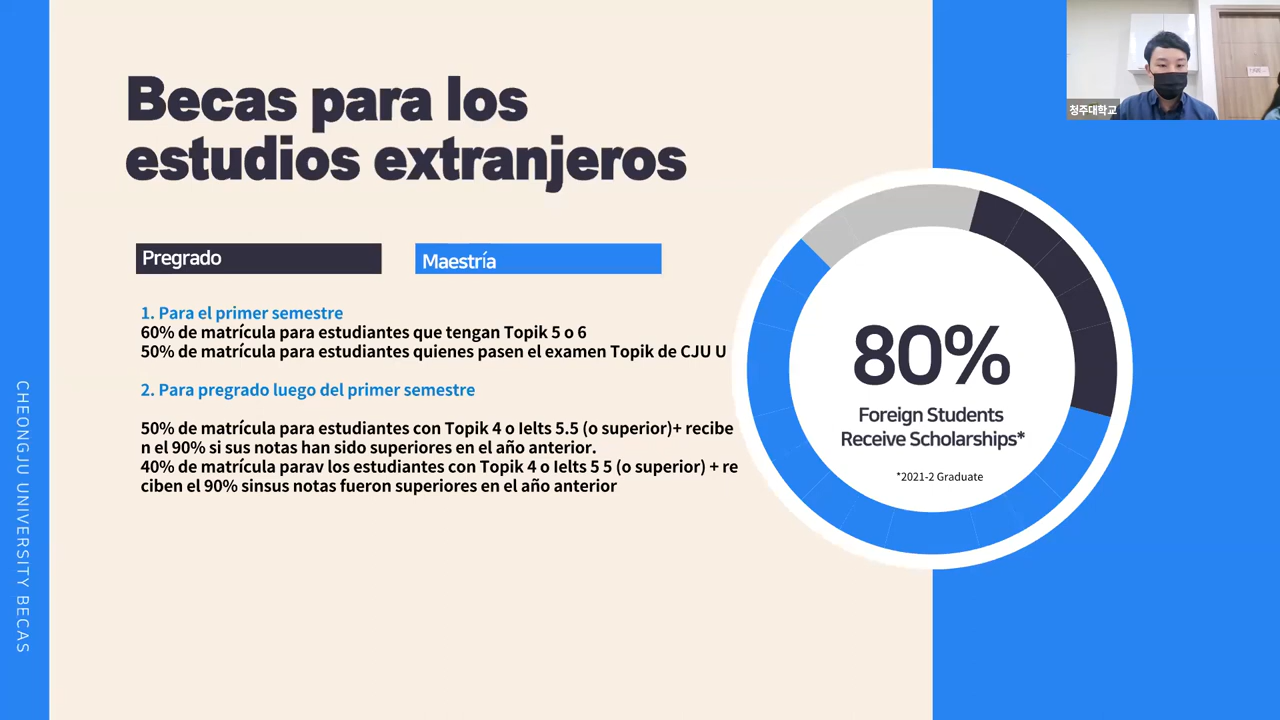 Becas para los
estudios extranjeros
Pregrado
Maestría
1. Para el primer semestre
60% de matrícula para estudiantes que tengan Topik 5 o 6
50% de matrícula para estudiantes quienes pasen el examen Topik de CJU U
2. Para pregrado luego del primer semestre
50% de matrícula para estudiantes con Topik 4 o Ielts 5.5 (o superior)+ recibe
n el 90% si sus notas han sido superiores en el año anterior.
40% de matrícula parav los estudiantes con Topik 4 o Ielts 5 5 (o superior) + re
ciben el 90% sinsus notas fueron superiores en el año anterior
80%
Foreign Students
Receive Scholarships*
*2021-2 Graduate
CHEONGJU UNIVERSITY BECAS
청주대학교